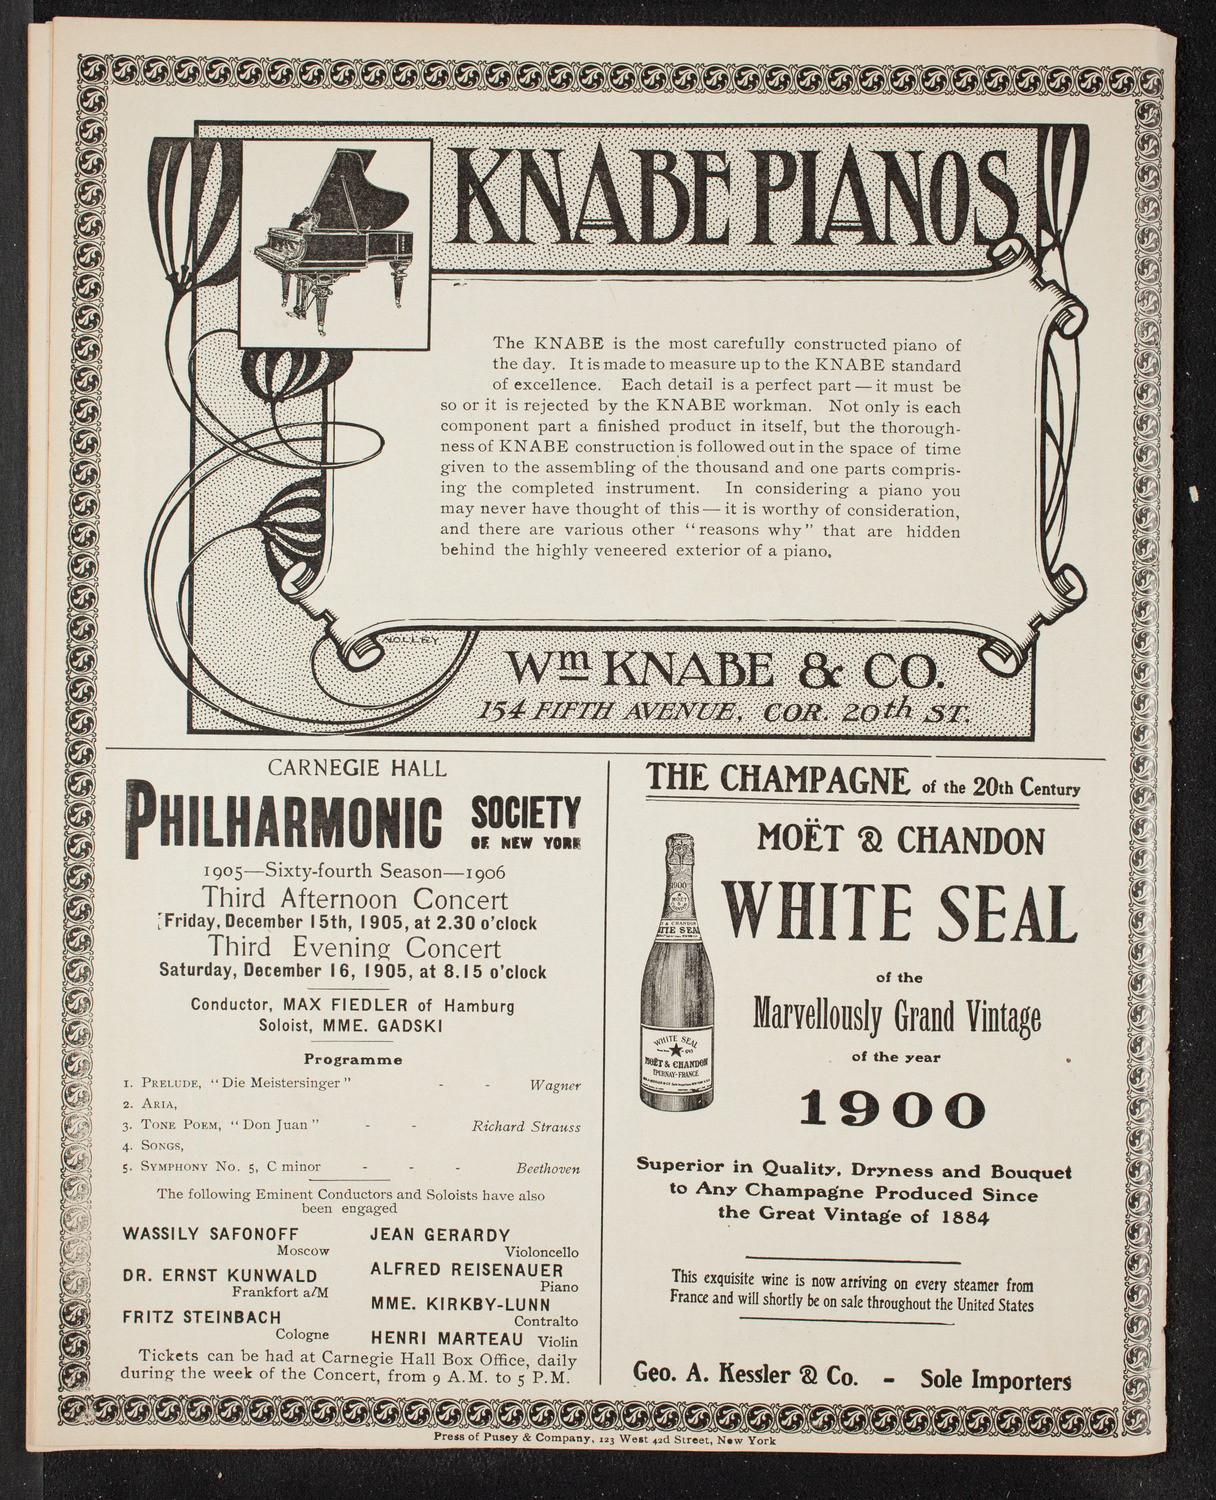 KNABE PIANOS
The KNABE is the most carefully constructed piano of
the day. It is made to measure up to the KNABE standard
of excellence. Each detail is a perfect part—it must be
so or it is rejected by the KNABE workman. Not only is each
component part a finished product in itself, but the thorough-
ness of KNABE construction is followed out in the space of time
given to the assembling of the thousand and one parts compris-
ing the completed instrument. In considering a piano you
may never have thought of this—it is worthy of consideration,
and there are various other "reasons why" that are hidden
behind the highly veneered exterior of a piano.
Wm KNABE & CO.
154 FIFTH AVENUE, COR. 20th ST.
CARNEGIE HALL
PHILHARMONIC SOCIETY
OF NEW YORK
1905—Sixty-fourth Season—1906
Third Afternoon Concert
Friday, December 15th, 1905, at 2.30 o'clock
Third Evening Concert
Saturday, December 16, 1905, at 8.15 o'clock
Conductor, MAX FIEDLER of Hamburg
Soloist, MME. GADSKI
Programme
1. PRELUDE, "Die Meistersinger" - - Wagner
2. ARIA,
3. TONE POEM, "Don Juan" - - Richard Strauss
4. SONGS,
5. SYMPHONY No. 5, C minor - - - Beethoven
The following Eminent Conductors and Soloists have also
been engaged
WASSILY SAFONOFF
Moscow
DR. ERNST KUNWALD
Frankfort a/M
FRITZ STEINBACH
Cologne
JEAN GERARDY
Violoncello
ALFRED REISENAUER
Piano
MME. KIRKBY-LUNN
Contralto
HENRI MARTEAU Violin
Tickets can be had at Carnegie Hall Box Office, daily
during the week of the Concert, from 9 A.M. to 5 P.M.
THE CHAMPAGNE of the 20th Century
MOËT & CHANDON
WHITE SEAL
of the
Marvellously Grand Vintage
of the year
1900
1900
WHITE SEAL
MOËT & CHANDON
EPERNAY-FRANCE
Superior in Quality, Dryness and Bouquet
to Any Champagne Produced Since
the Great Vintage of 1884
This exquisite wine is now arriving on every steamer from
France and will shortly be on sale throughout the United States
Geo. A. Kessler & Co. - Sole Importers
Press of Pusey & Company, 123 West 42d Street, New York